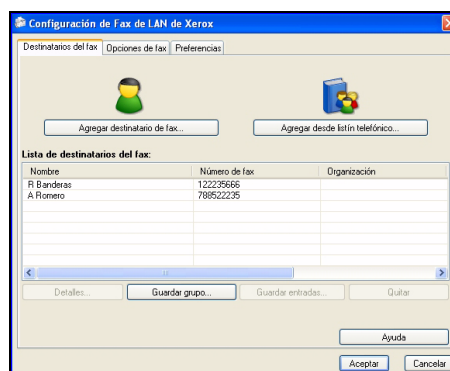 Configuración de Fax de LAN de Xerox
Destinatarios del fax Opciones de fax Preferencias
Agregar destinatario de fax... Agregar desde listín telefónico...
Lista de destinatarios del fax:
Nombre Número de fax Organización
R Banderas 122235666
A Romero 788522235
Detalles... Guardar grupo... Guardar entradas... Quitar
Ayuda
Aceptar Cancelar